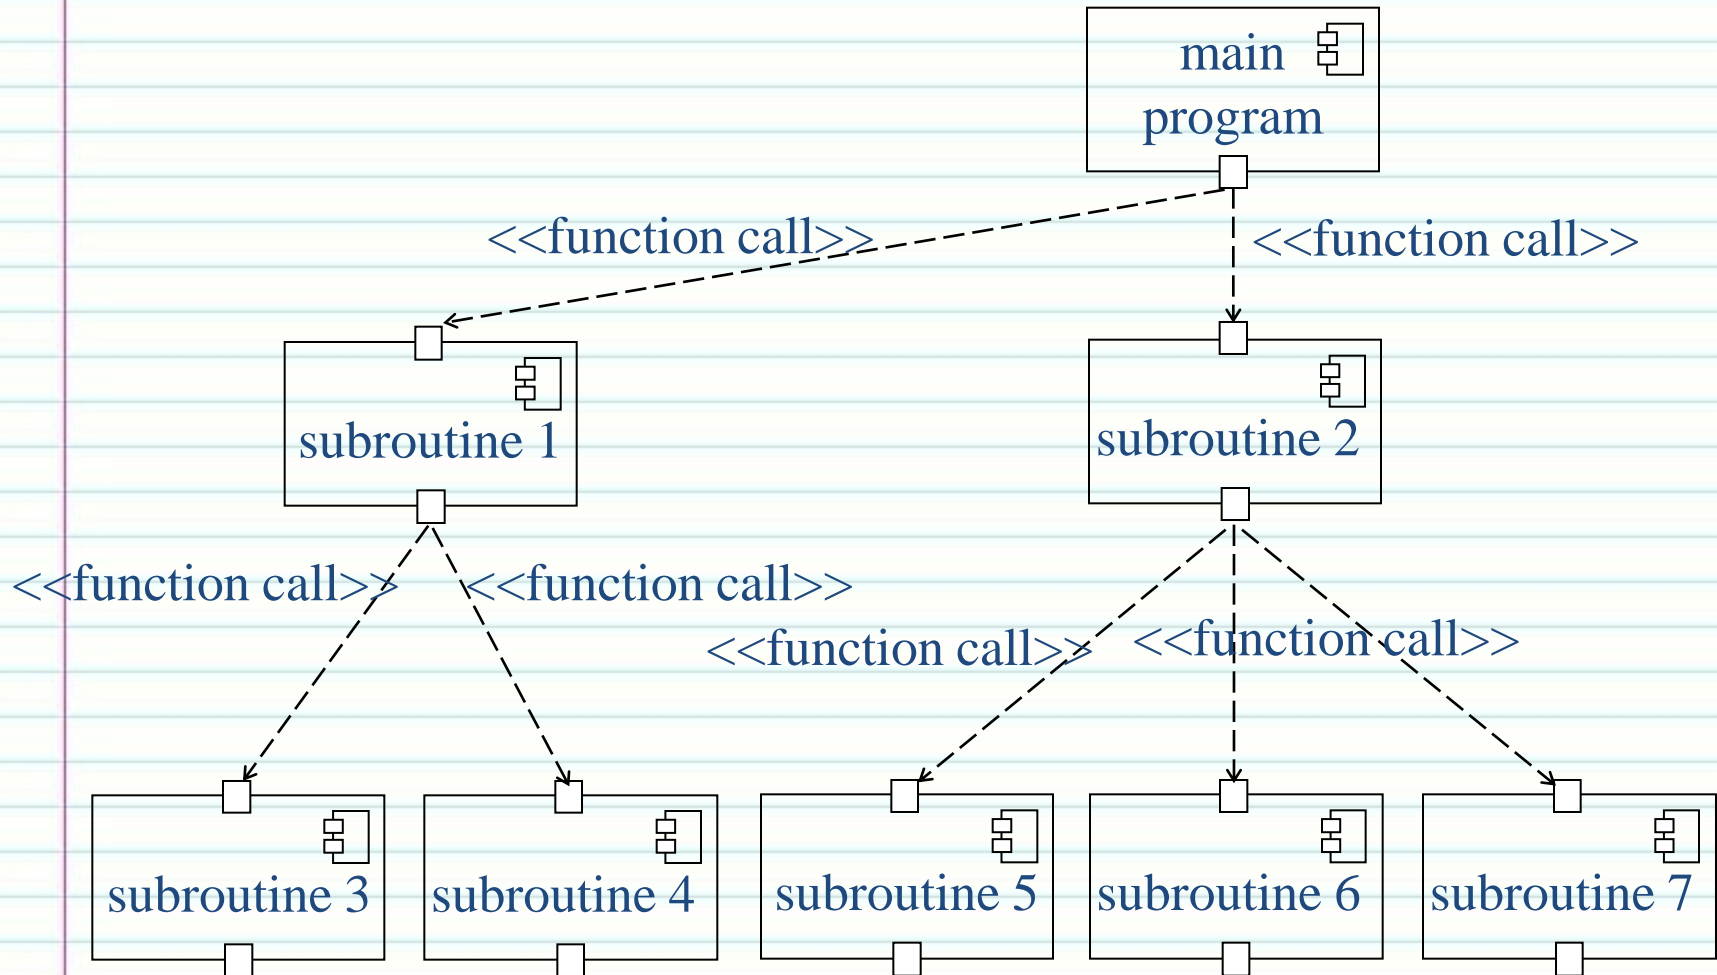 main
program
<<function call>>
<<function call>>
subroutine 1
subroutine 2
<<function call>>
<<function call>>
<<function call>>
<<function call>>
subroutine 3
subroutine 4
subroutine 5
subroutine 6
subroutine 7